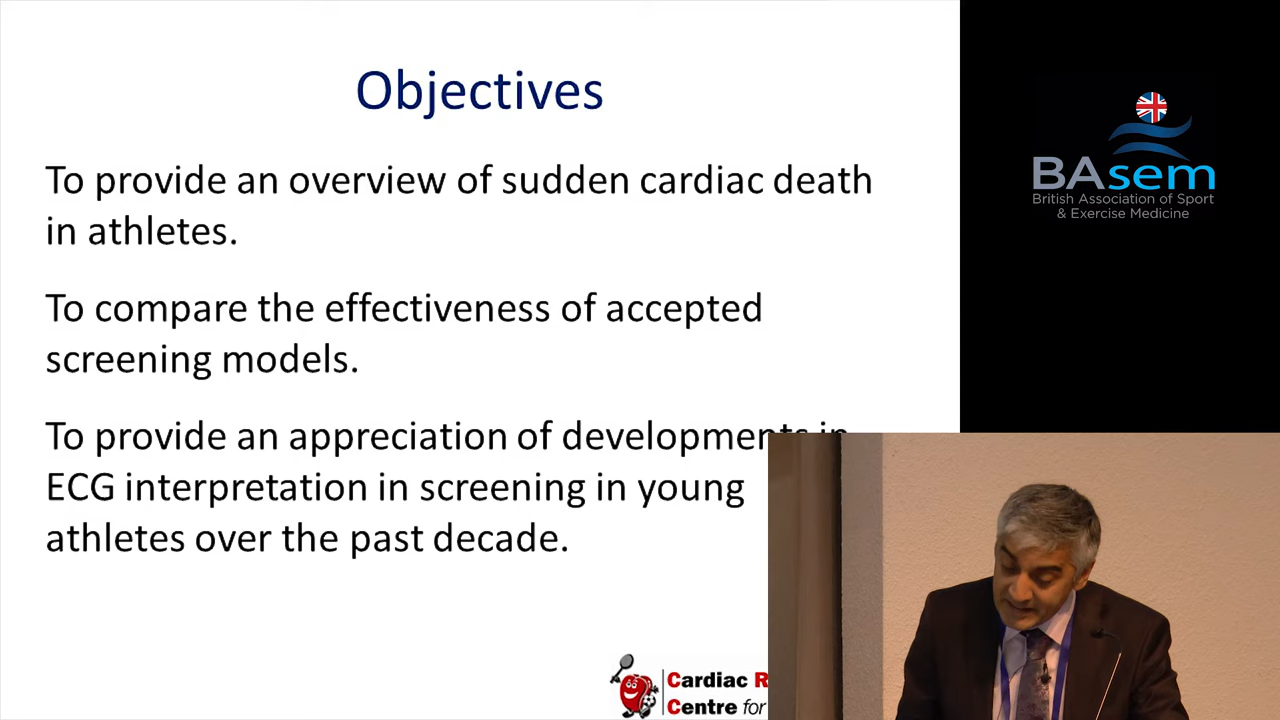 Objectives
To provide an overview of sudden cardiac death
in athletes.
To compare the effectiveness of accepted
screening models.
To provide an appreciation of developments in
ECG interpretation in screening in young
athletes over the past decade.
Cardiac R
Centre for
BAsem
British Association of Sport
& Exercise Medicine